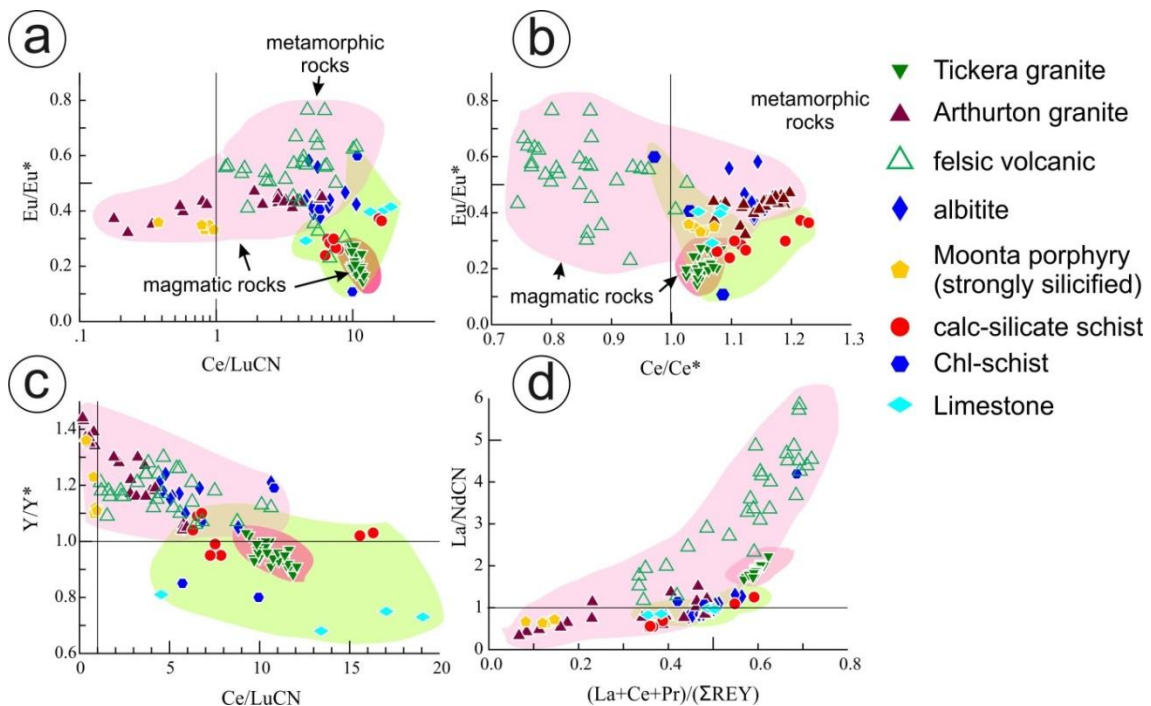 a
metamorphic
rocks
0.8
0.6
0.4
0.2
0.0
Eu/Eu*
magmatic rocks
.1
1
10
Ce/LuCN
b
metamorphic
rocks
0.8
0.6
0.4
0.2
0.0
Eu/Eu*
magmatic rocks
0.7
0.8
0.9
1.0
1.1
1.2
1.3
Ce/Ce*
Tickera granite
Arthurton granite
felsic volcanic
albitite
Moonta porphyry
(strongly silicified)
calc-silicate schist
Chl-schist
Limestone
c
1.4
1.2
1.0
0.8
0.6
Y/Y*
0
5
10
15
20
Ce/LuCN
d
6
5
4
3
2
1
0
La/NdCN
0.0
0.2
0.4
0.6
0.8
(La+Ce+Pr)/(ΣREY)